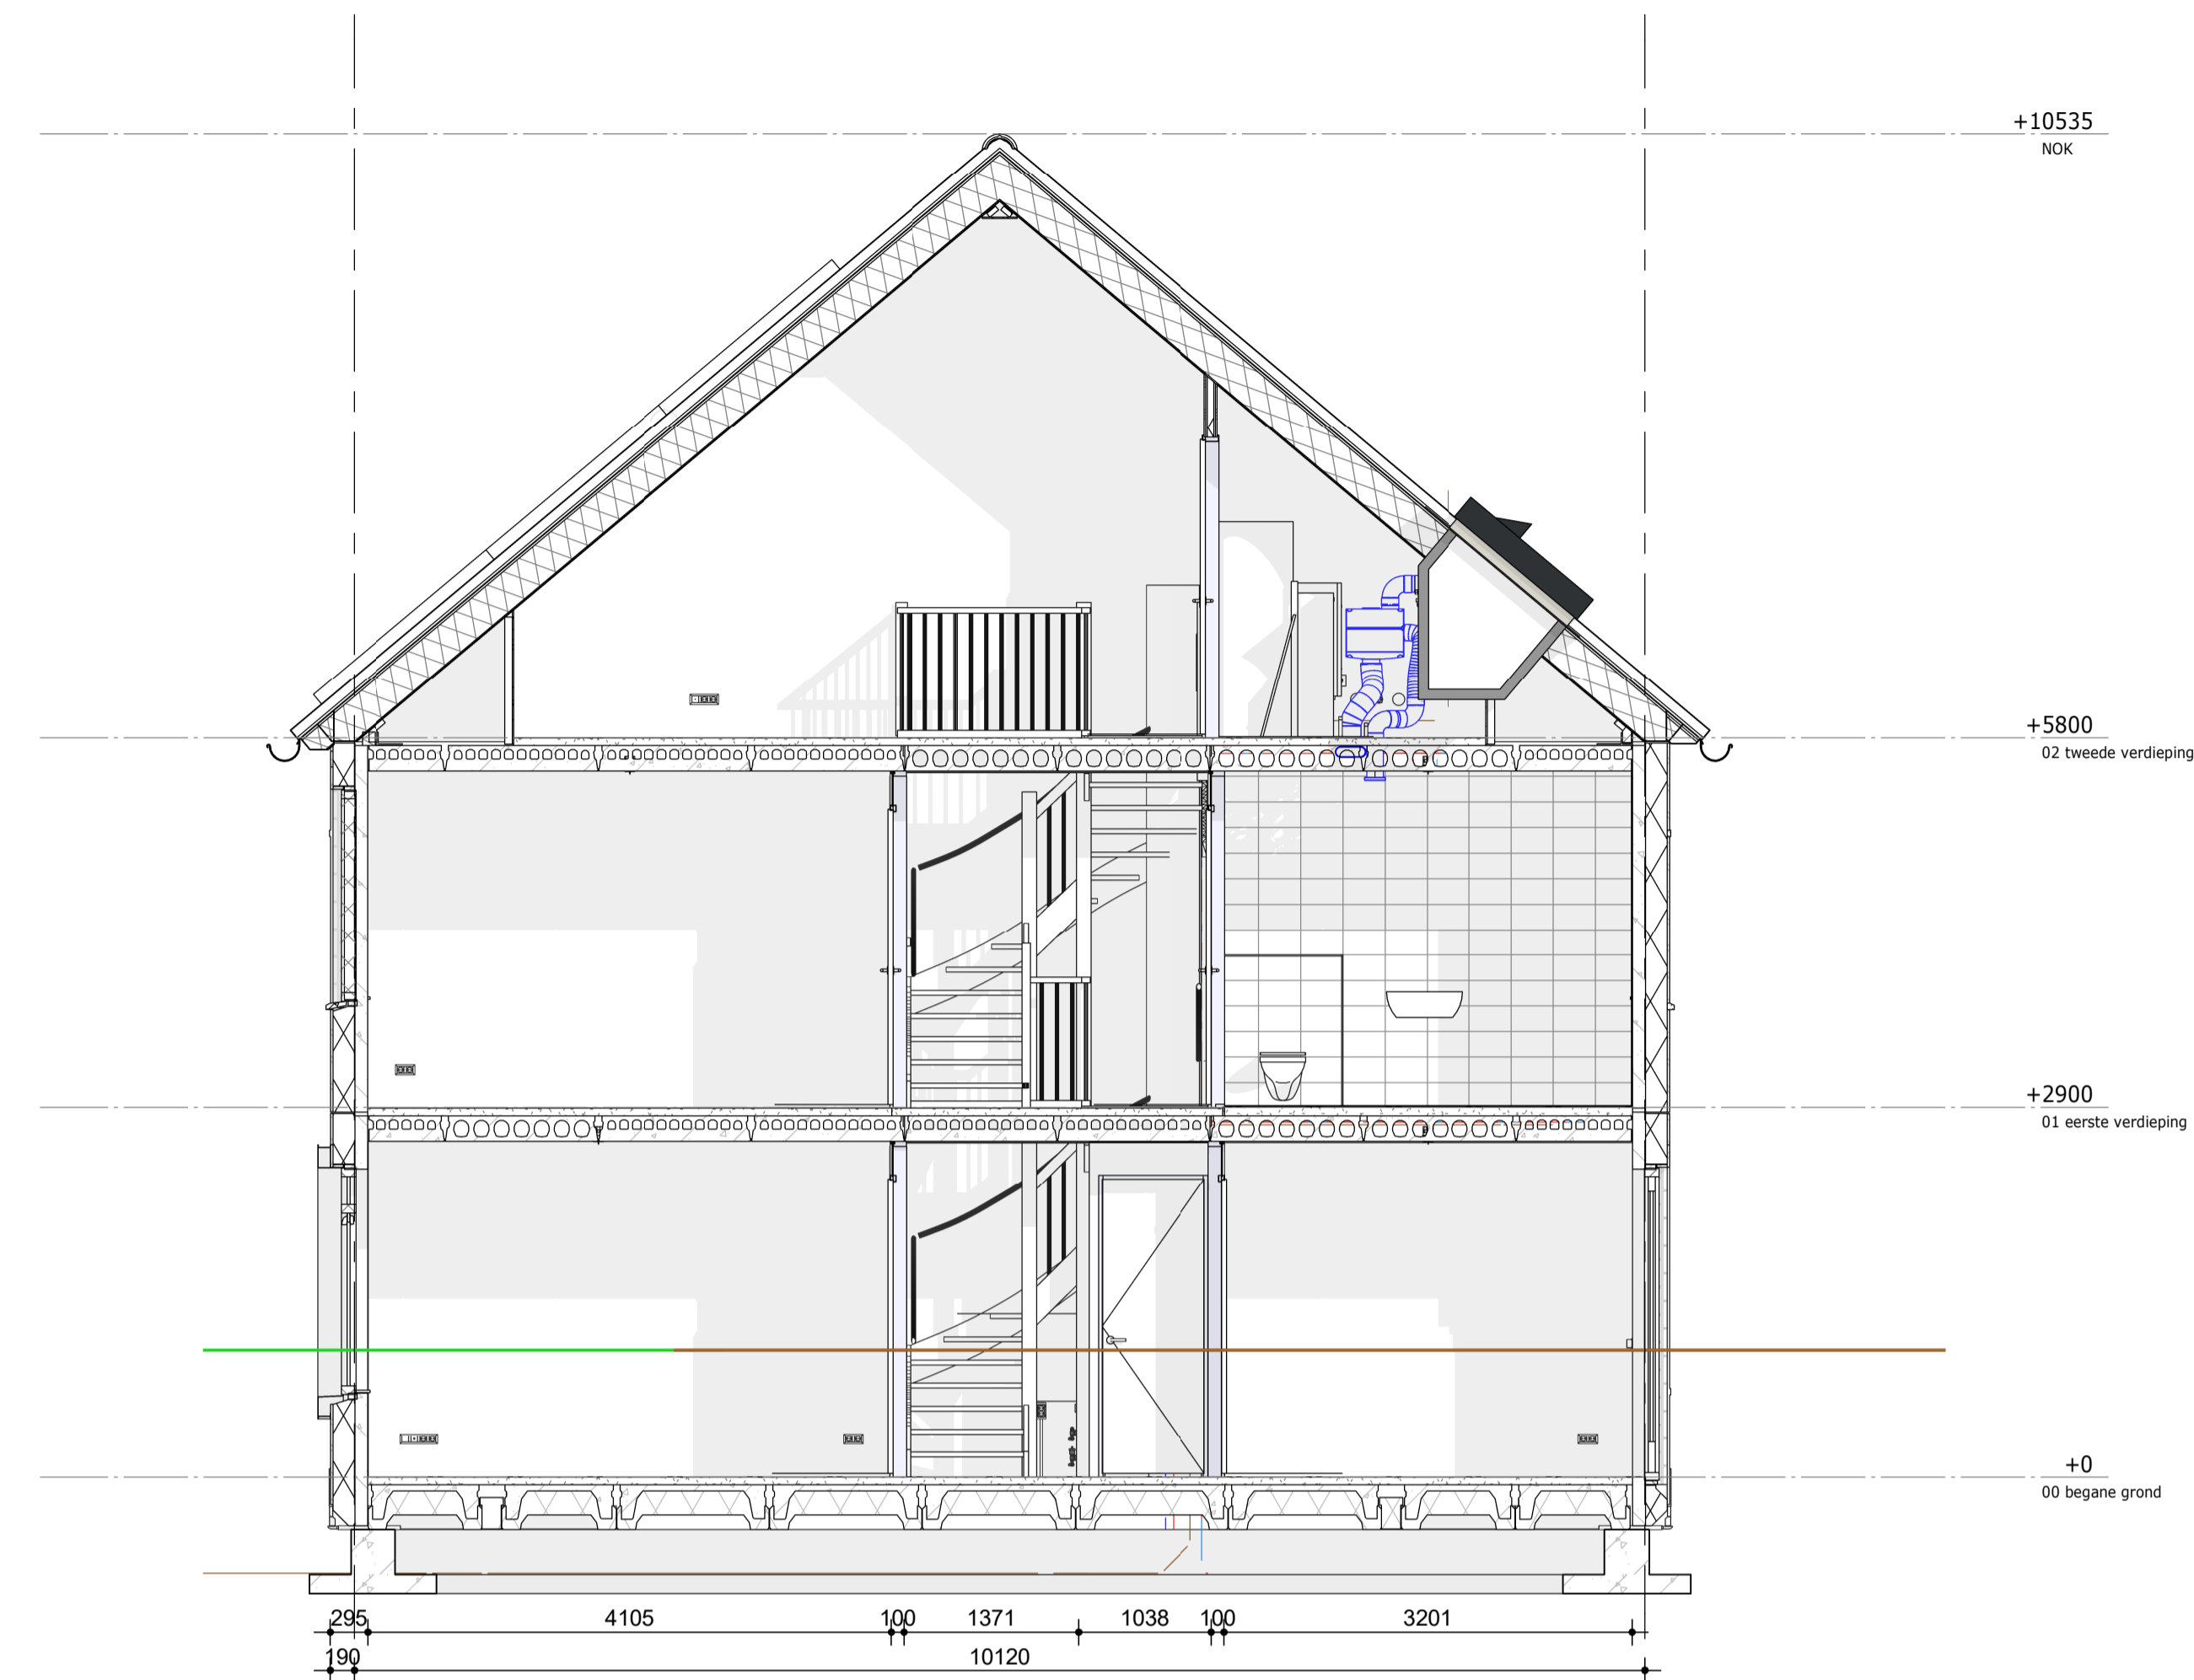 +10535
NOK
+5800
02 tweede verdieping
+2900
01 eerste verdieping
+0
00 begane grond
295 4105 100 1371 1038 100 3201
190 10120